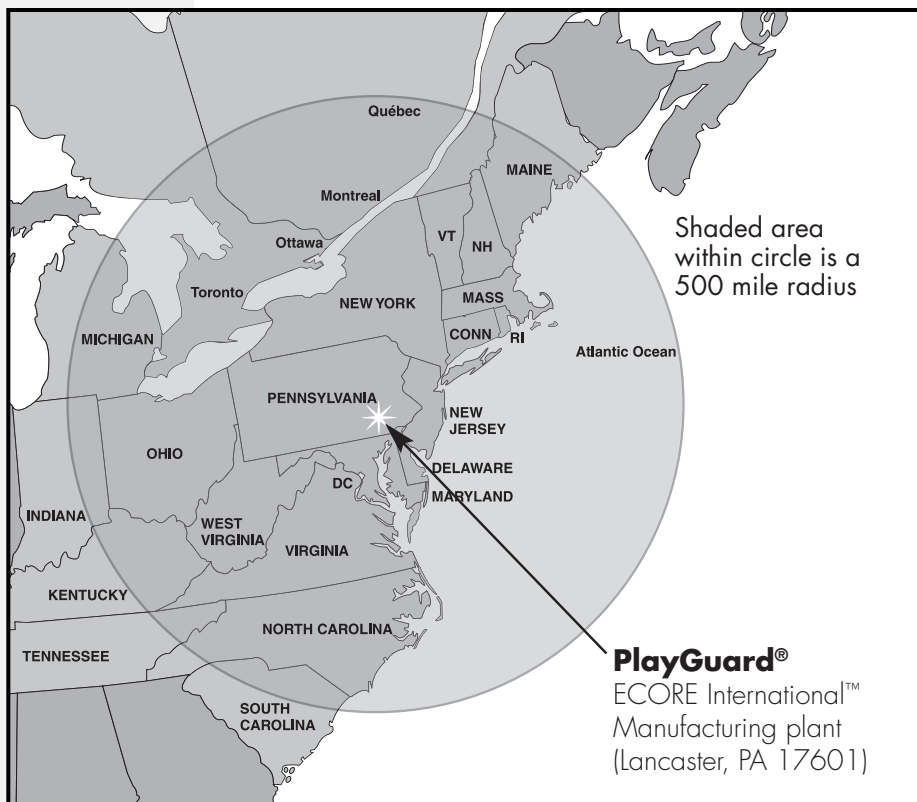 Québec
MAINE
Montreal
Ottawa
VT
NH
Shaded area
within circle is a
500 mile radius
Toronto
NEW YORK
MASS
MICHIGAN
CONN
RI
Atlantic Ocean
PENNSYLVANIA
NEW
JERSEY
OHIO
DELAWARE
DC
MARYLAND
INDIANA
WEST
VIRGINIA
VIRGINIA
KENTUCKY
NORTH CAROLINA
TENNESSEE
SOUTH
CAROLINA
PlayGuard®
ECORE International™
Manufacturing plant
(Lancaster, PA 17601)